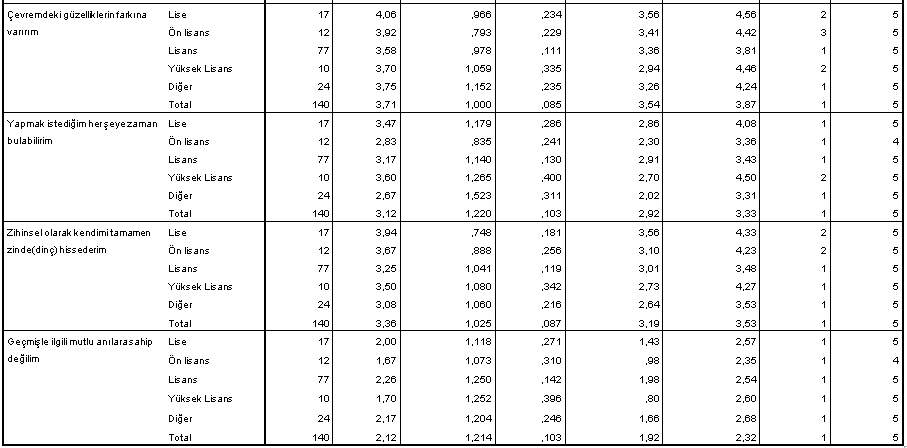 Çevremdeki güzelliklerin farkına Lise 17 4,06 ,966 ,234 3,56 4,56 2 5
varırım Ön lisans 12 3,92 ,793 ,229 3,41 4,42 3 5
Lisans 77 3,58 ,978 ,111 3,36 3,81 1 5
Yüksek Lisans 10 3,70 1,059 ,335 2,94 4,46 2 5
Diğer 24 3,75 1,152 ,235 3,26 4,24 1 5
Total 140 3,71 1,000 ,085 3,54 3,87 1 5
Yapmak istediğim herşeye zaman Lise 17 3,47 1,179 ,286 2,86 4,08 1 5
bulabilirim Ön lisans 12 2,83 ,835 ,241 2,30 3,36 1 4
Lisans 77 3,17 1,140 ,130 2,91 3,43 1 5
Yüksek Lisans 10 3,60 1,265 ,400 2,70 4,50 2 5
Diğer 24 2,67 1,523 ,311 2,02 3,31 1 5
Total 140 3,12 1,220 ,103 2,92 3,33 1 5
Zihinsel olarak kendimi tamamen Lise 17 3,94 ,748 ,181 3,56 4,33 2 5
zinde(dinç) hissederim Ön lisans 12 3,67 ,888 ,256 3,10 4,23 2 5
Lisans 77 3,25 1,041 ,119 3,01 3,48 1 5
Yüksek Lisans 10 3,50 1,080 ,342 2,73 4,27 1 5
Diğer 24 3,08 1,060 ,216 2,64 3,53 1 5
Total 140 3,36 1,025 ,087 3,19 3,53 1 5
Geçmişle ilgili mutlu anılara sahip Lise 17 2,00 1,118 ,271 1,43 2,57 1 5
değilim Ön lisans 12 1,67 1,073 ,310 ,98 2,35 1 4
Lisans 77 2,26 1,250 ,142 1,98 2,54 1 5
Yüksek Lisans 10 1,70 1,252 ,396 ,80 2,60 1 5
Diğer 24 2,17 1,204 ,246 1,66 2,68 1 5
Total 140 2,12 1,214 ,103 1,92 2,32 1 5